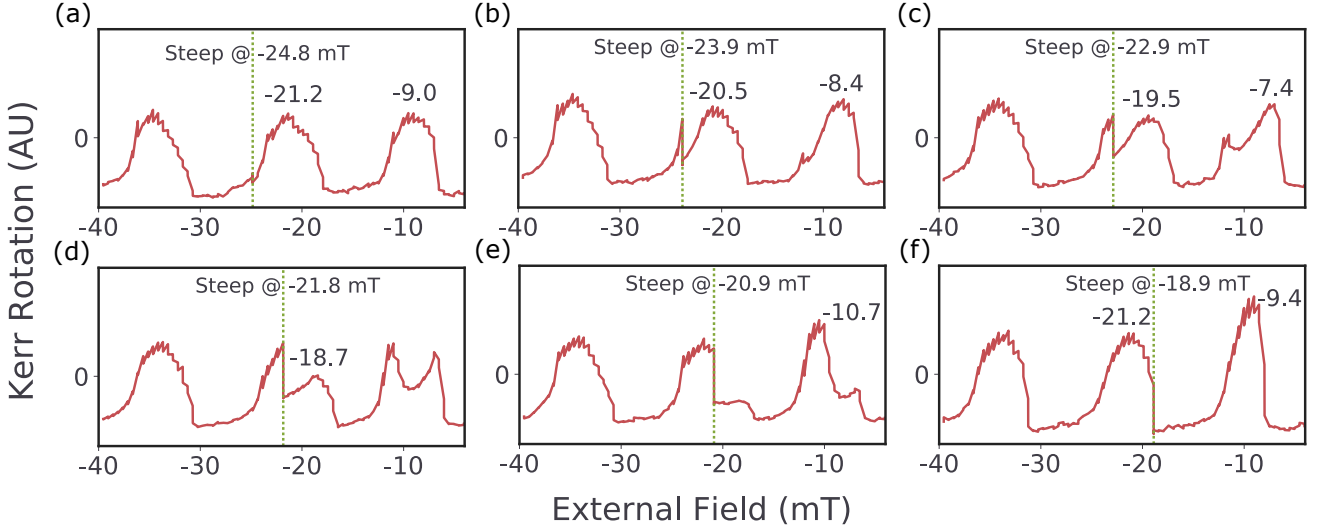 (a)
(b)
(c)
Steep @ -24.8 mT
-21.2
-9.0
Steep @ -23.9 mT
-20.5
-8.4
Steep @ -22.9 mT
-19.5
-7.4
0
0
0
-40 -30 -20 -10
-40 -30 -20 -10
-40 -30 -20 -10
(d)
(e)
(f)
Steep @ -21.8 mT
-18.7
Steep @ -20.9 mT
-10.7
Steep @ -18.9 mT
-21.2
-9.4
0
0
0
-40 -30 -20 -10
-40 -30 -20 -10
-40 -30 -20 -10
Kerr Rotation (AU)
External Field (mT)